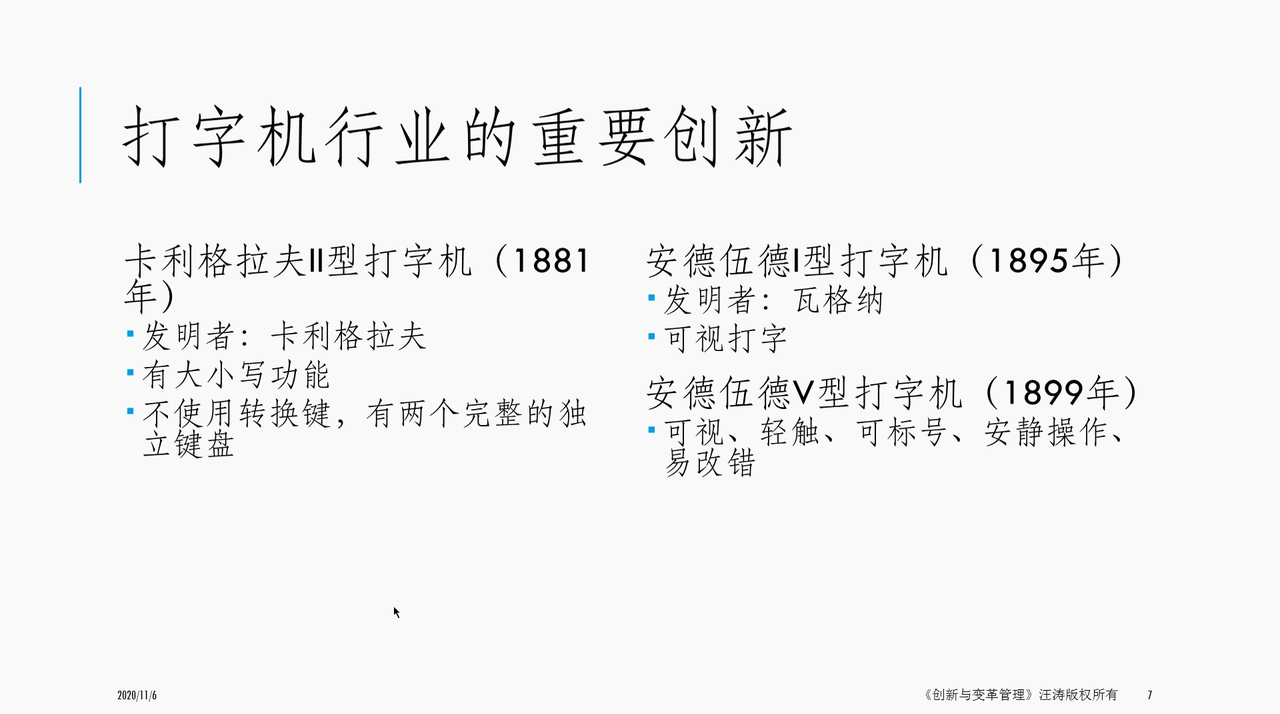 打字机行业的重要创新
卡利格拉夫II型打字机（1881
年）
发明者：卡利格拉夫
有大小写功能
不使用转换键，有两个完整的独
立键盘
安德伍德I型打字机（1895年）
发明者：瓦格纳
可视打字
安德伍德V型打字机（1899年）
可视、轻触、可标号、安静操作、
易改错
2020/11/6
《创新与变革管理》汪涛版权所有
7